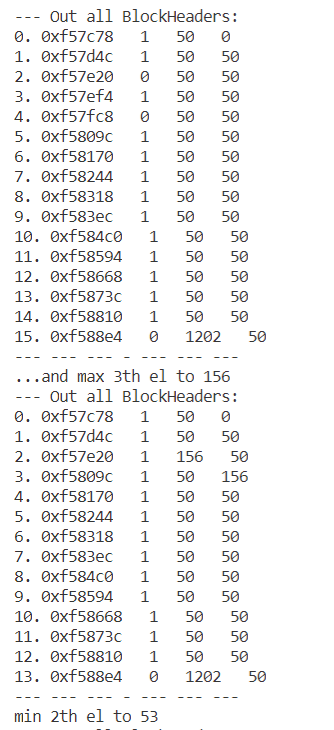 --- Out all BlockHeaders:
0. 0xf57c78 1 50 0
1. 0xf57d4c 1 50 50
2. 0xf57e20 0 50 50
3. 0xf57ef4 1 50 50
4. 0xf57fc8 0 50 50
5. 0xf5809c 1 50 50
6. 0xf58170 1 50 50
7. 0xf58244 1 50 50
8. 0xf58318 1 50 50
9. 0xf583ec 1 50 50
10. 0xf584c0 1 50 50
11. 0xf58594 1 50 50
12. 0xf58668 1 50 50
13. 0xf5873c 1 50 50
14. 0xf58810 1 50 50
15. 0xf588e4 0 1202 50
--- --- --- - --- --- ---
...and max 3th el to 156
--- Out all BlockHeaders:
0. 0xf57c78 1 50 0
1. 0xf57d4c 1 50 50
2. 0xf57e20 1 156 50
3. 0xf5809c 1 50 156
4. 0xf58170 1 50 50
5. 0xf58244 1 50 50
6. 0xf58318 1 50 50
7. 0xf583ec 1 50 50
8. 0xf584c0 1 50 50
9. 0xf58594 1 50 50
10. 0xf58668 1 50 50
11. 0xf5873c 1 50 50
12. 0xf58810 1 50 50
13. 0xf588e4 0 1202 50
--- --- --- - --- --- ---
min 2th el to 53